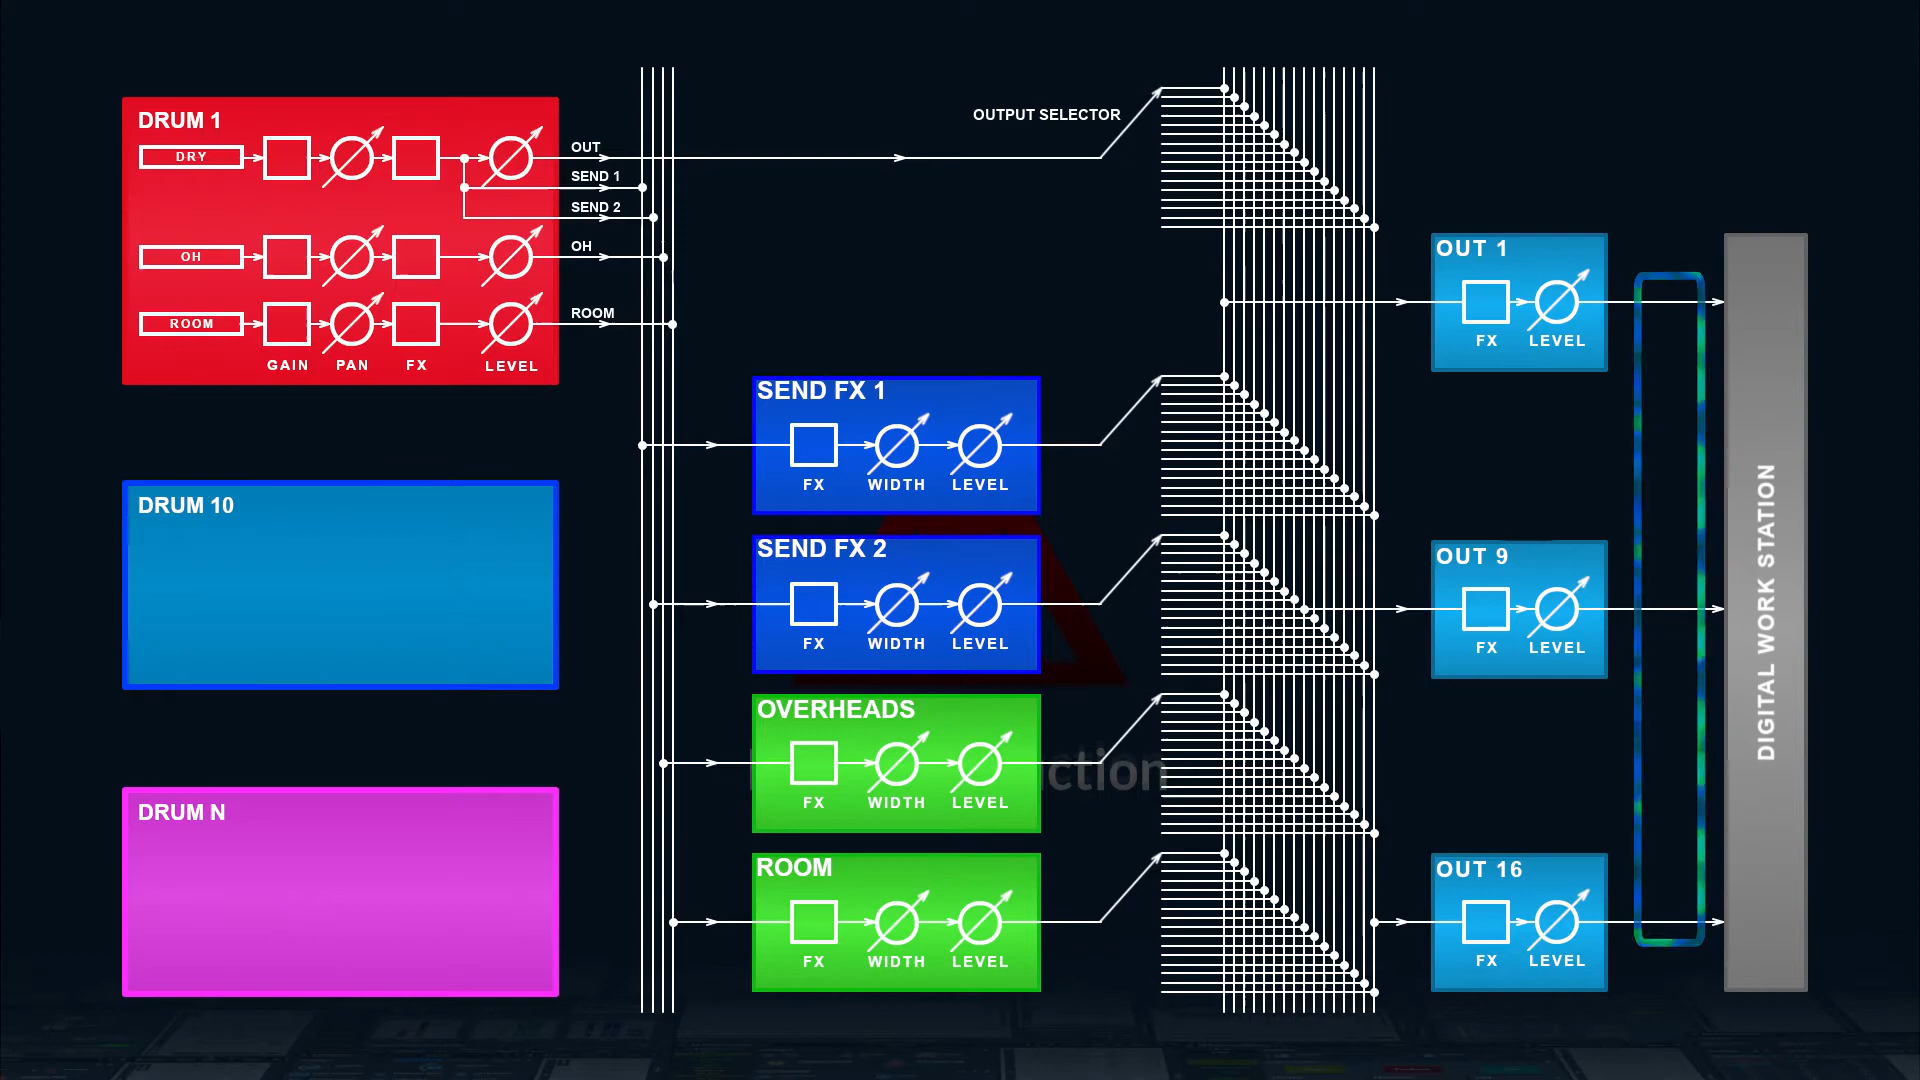 DRUM 1
DRY
OH
ROOM
GAIN PAN FX LEVEL
OUT
SEND 1
SEND 2
OH
ROOM
OUTPUT SELECTOR
DRUM 10
DRUM N
SEND FX 1
FX WIDTH LEVEL
SEND FX 2
FX WIDTH LEVEL
OVERHEADS
FX WIDTH LEVEL
ROOM
FX WIDTH LEVEL
OUT 1
FX LEVEL
OUT 9
FX LEVEL
OUT 16
FX LEVEL
DIGITAL WORK STATION